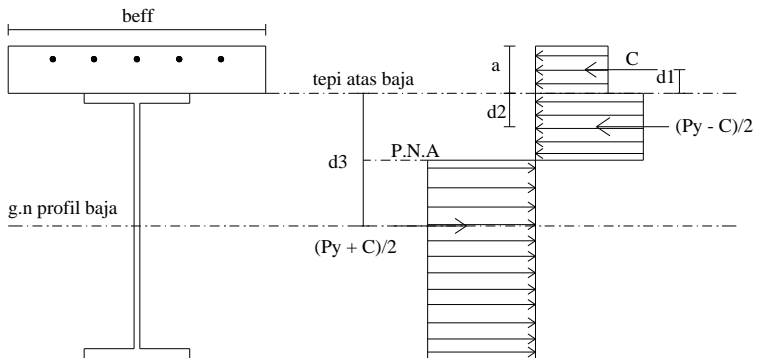 beff
C
a
d1
tepi atas baja
d2
(Py - C)/2
P.N.A
d3
g.n profil baja
(Py + C)/2